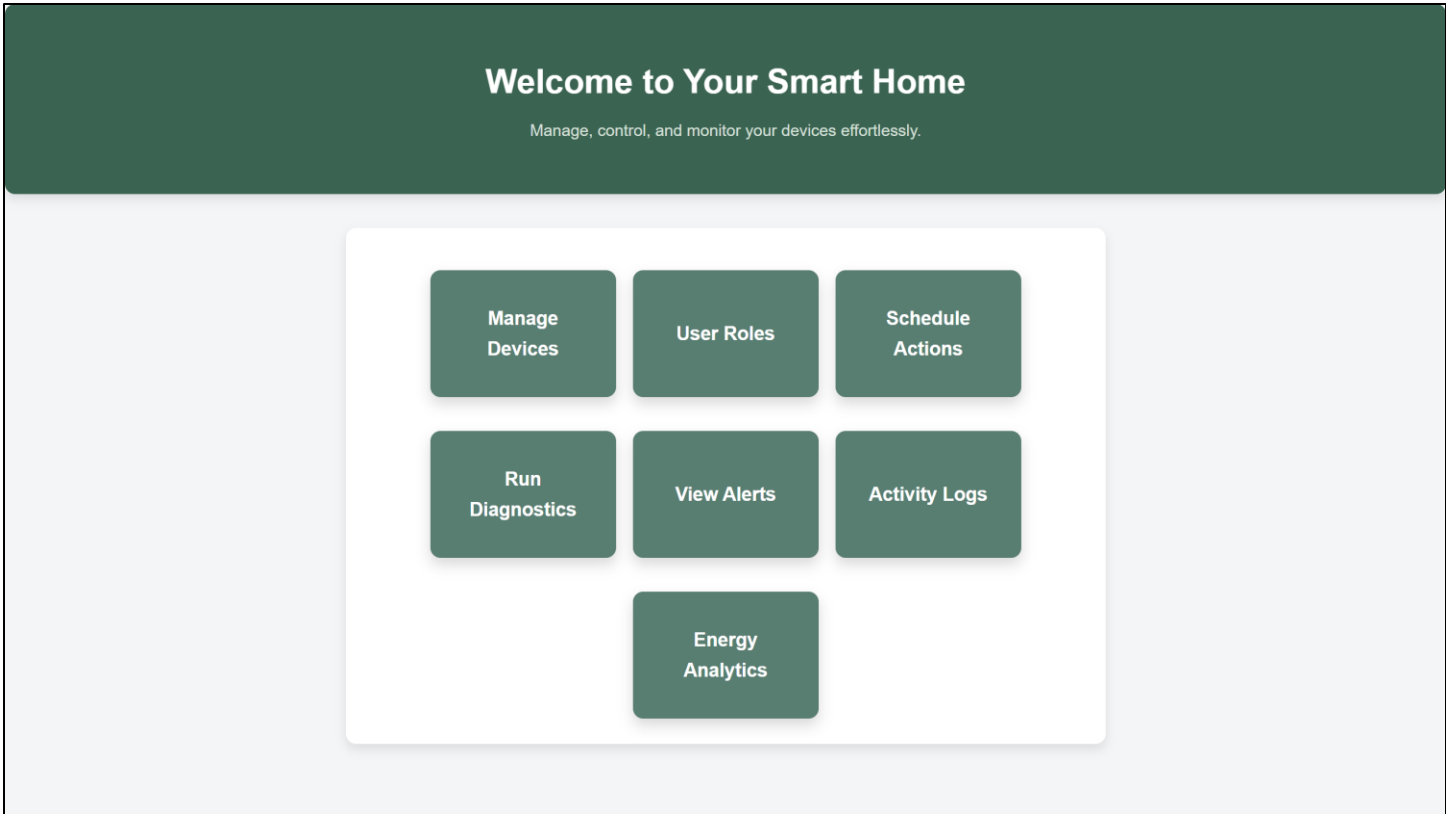 Welcome to Your Smart Home
Manage, control, and monitor your devices effortlessly.
Manage
Devices
User Roles
Schedule
Actions
Run
Diagnostics
View Alerts
Activity Logs
Energy
Analytics